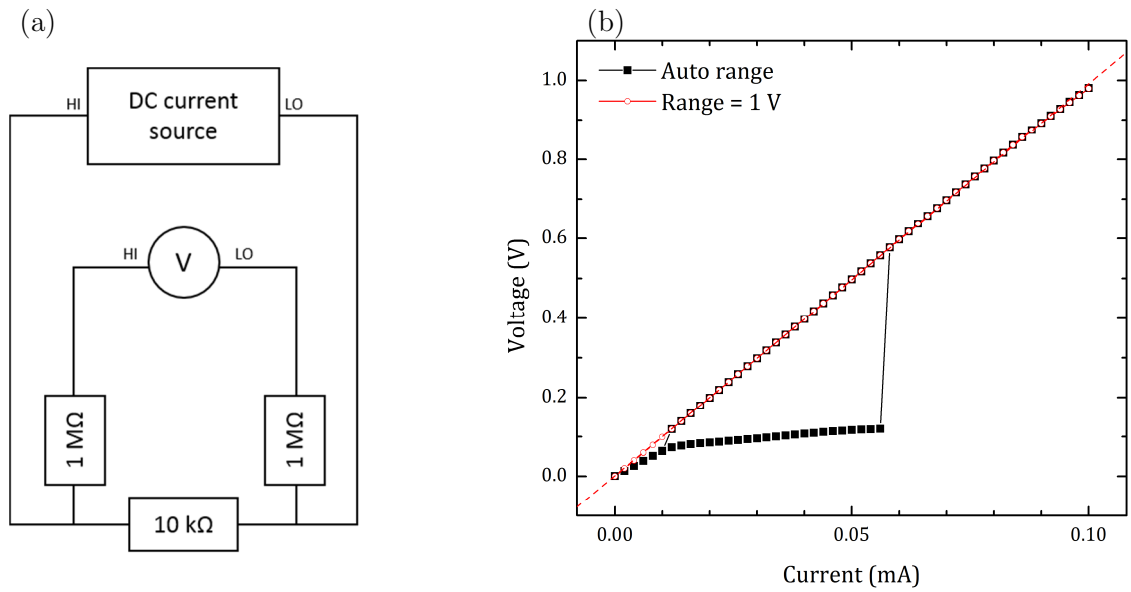 (a)
HI
DC current
source
LO
HI
V
LO
1 MΩ
1 MΩ
10 kΩ
(b)
Auto range
Range = 1 V
1.0
0.8
0.6
0.4
0.2
0.0
Voltage (V)
0.00
0.05
0.10
Current (mA)